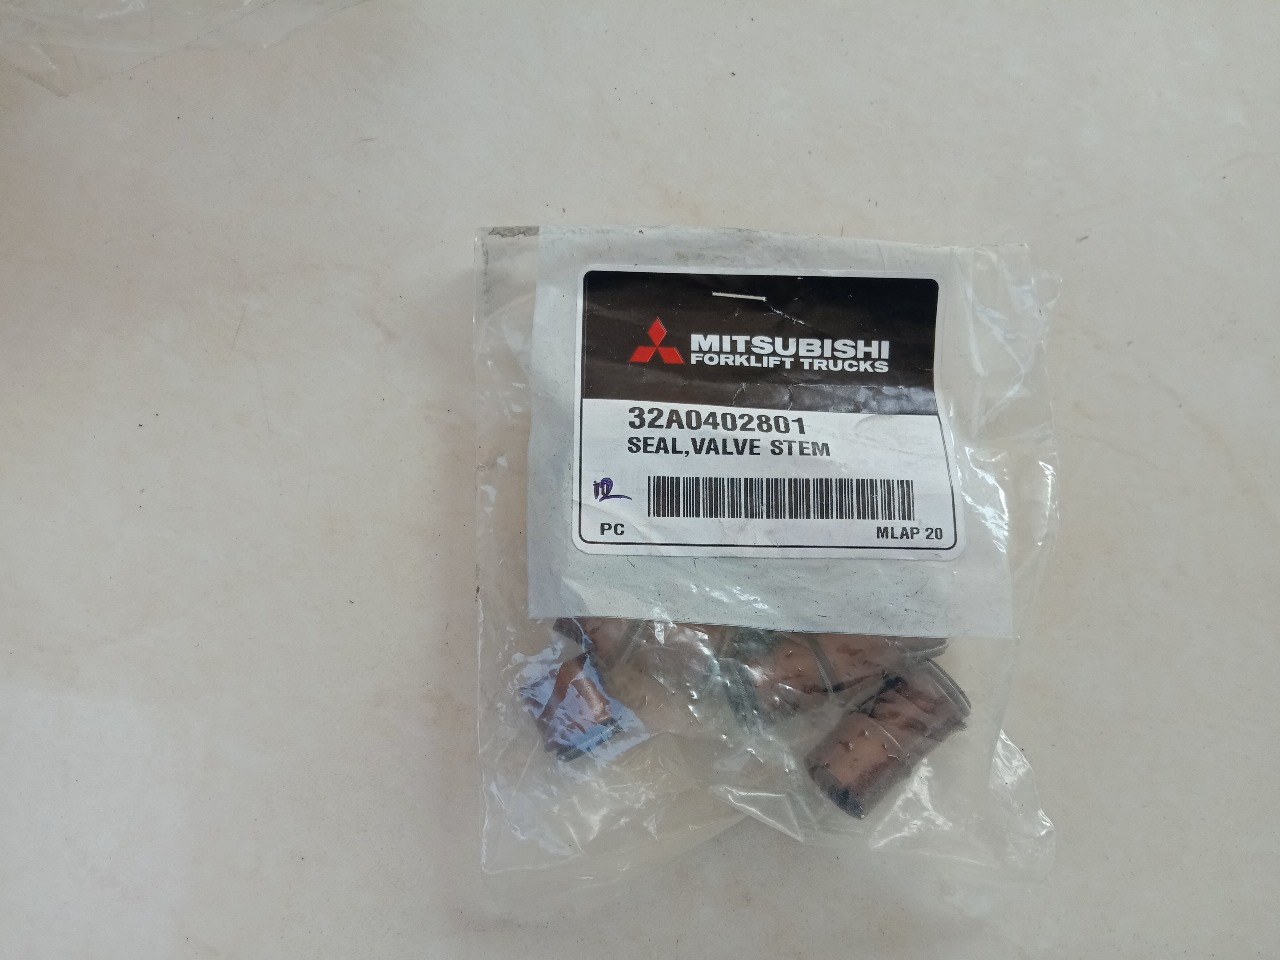 MITSUBISHI
FORKLIFT TRUCKS
32A0402801
SEAL,VALVE STEM
12
PC
MLAP 20